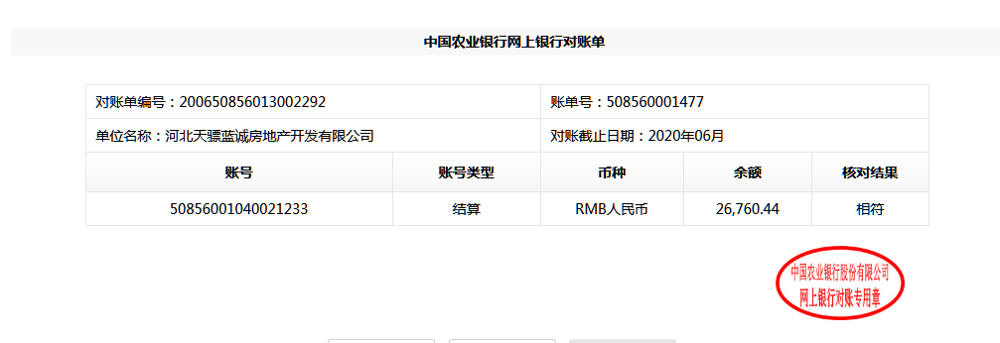 中国农业银行网上银行对账单
对账单编号：200650856013002292 账单号：508560001477
单位名称：河北天骠蓝诚房地产开发有限公司 对账截止日期：2020年06月
账号 账号类型 币种 余额 核对结果
50856001040021233 结算 RMB人民币 26,760.44 相符
中国农业银行股份有限公司
网上银行对账专用章